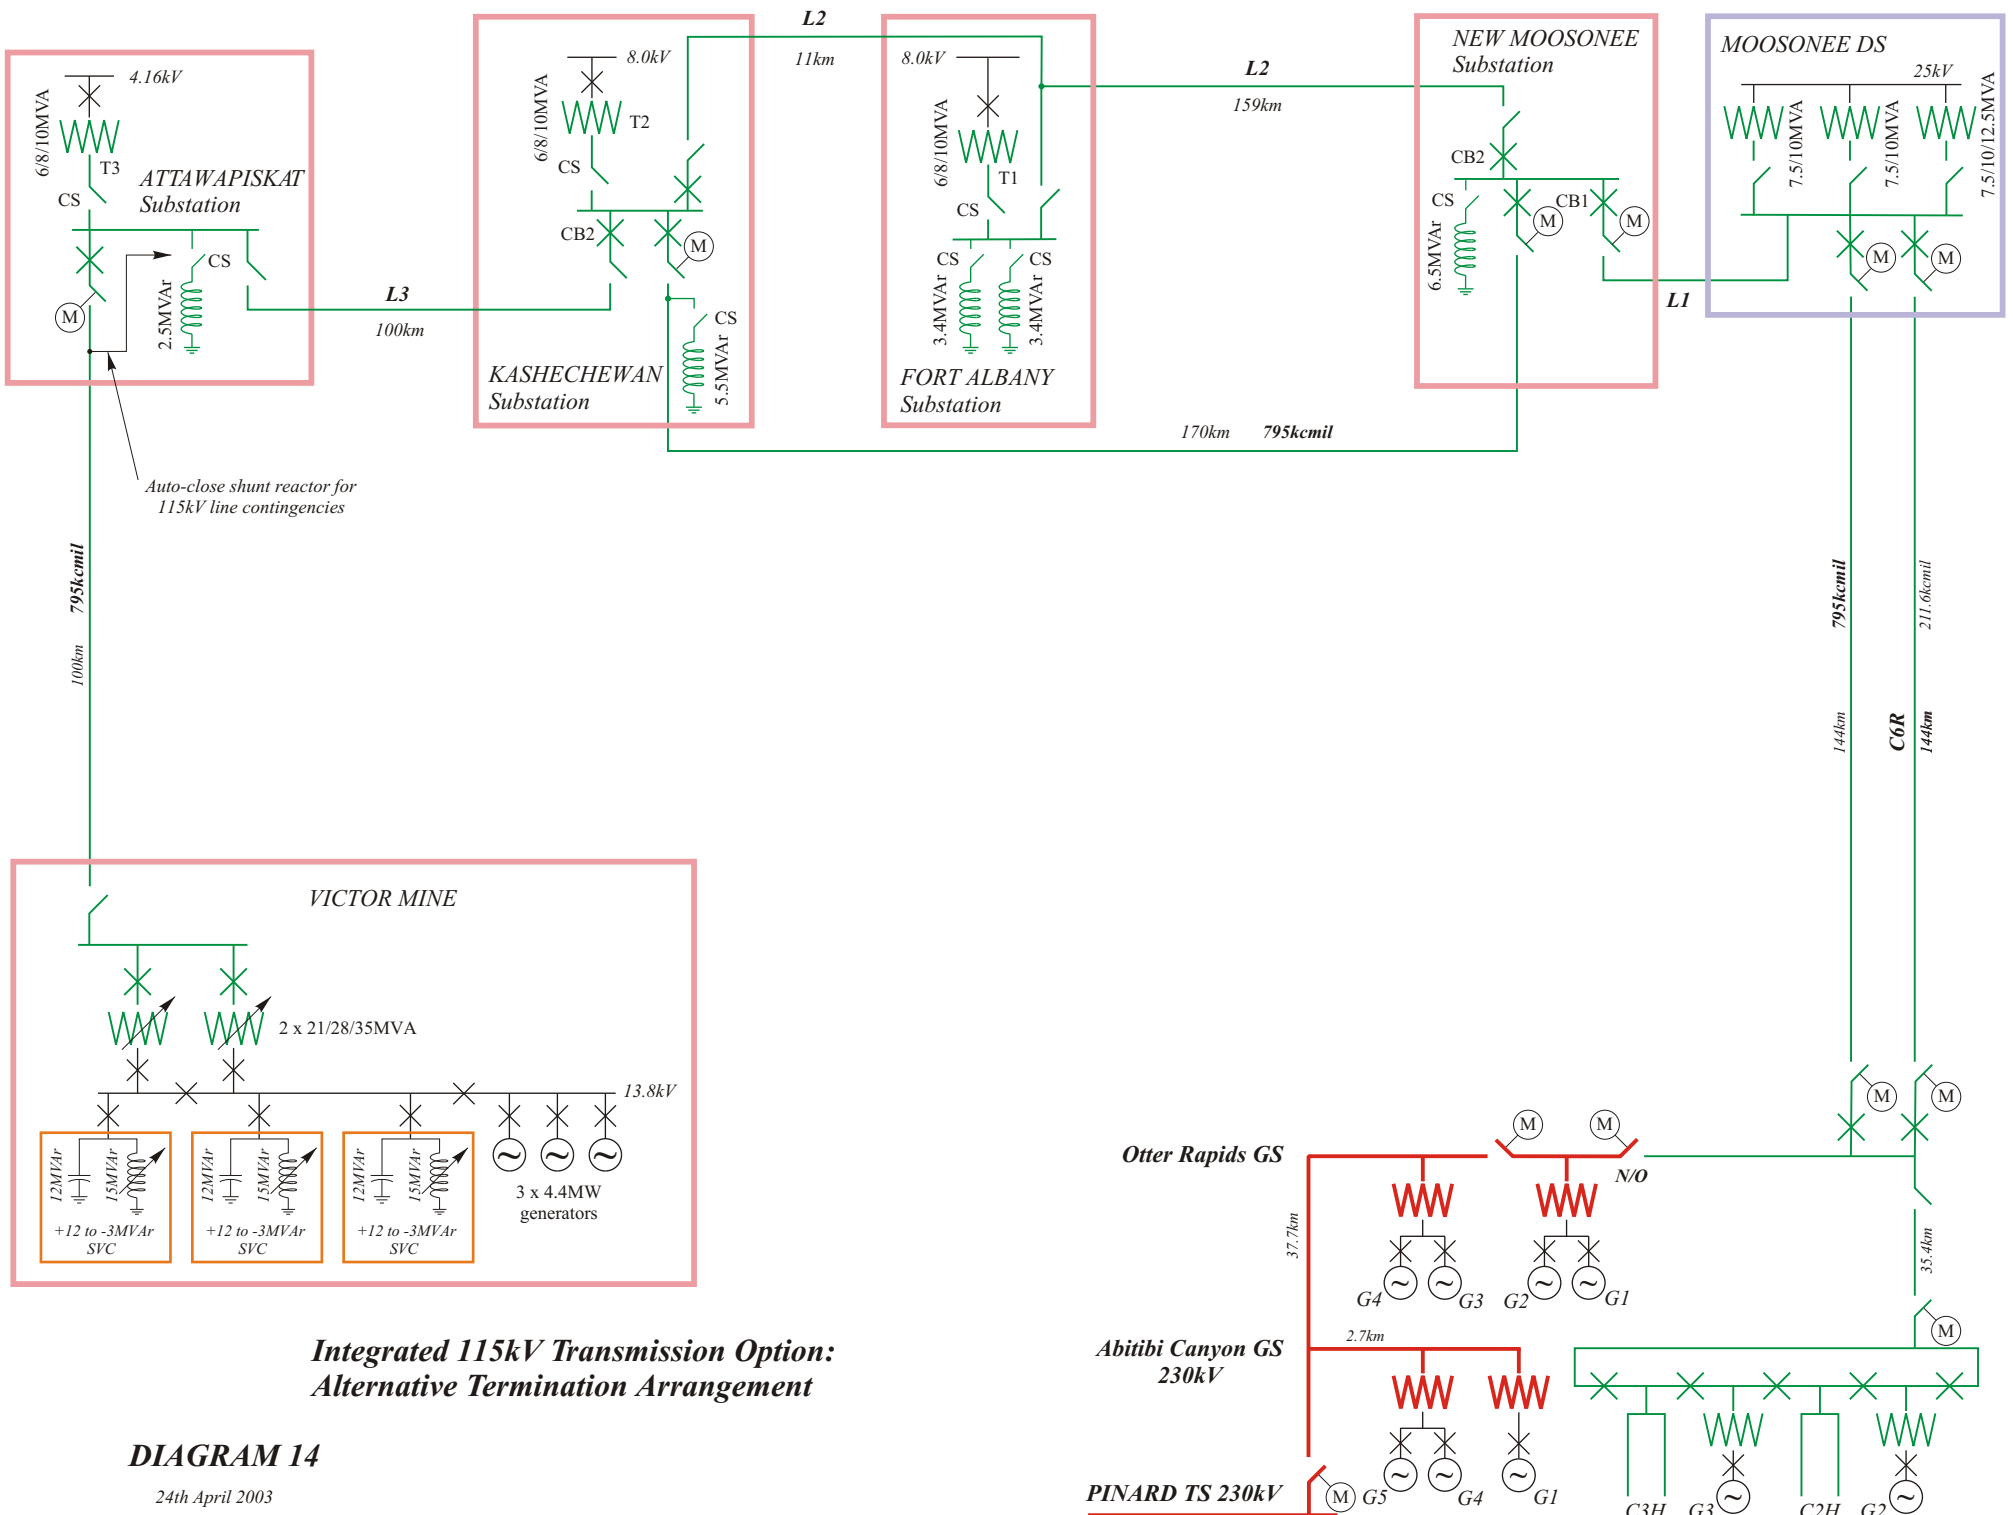 L2
11km
L2
159km
4.16kV
6/8/10MVA
T3
CS
ATTAWAPISKAT
Substation
CS
M
2.5MVAr
L3
100km
8.0kV
6/8/10MVA
T2
CS
CB2
M
CS
5.5MVAr
KASHECHEWAN
Substation
8.0kV
6/8/10MVA
T1
CS
CS
CS
3.4MVAr
3.4MVAr
FORT ALBANY
Substation
NEW MOOSONEE
Substation
CB2
CS
CB1
M
M
6.5MVAr
L1
MOOSONEE DS
25kV
7.5/10MVA
7.5/10MVA
7.5/10/12.5MVA
M
M
170km
795kcmil
Auto-close shunt reactor for
115kV line contingencies
795kcmil
100km
795kcmil
144km
211.6kcmil
C6R
144km
VICTOR MINE
2 x 21/28/35MVA
13.8kV
12MVAr
15MVAr
+12 to -3MVAr
SVC
12MVAr
15MVAr
+12 to -3MVAr
SVC
12MVAr
15MVAr
+12 to -3MVAr
SVC
3 x 4.4MW
generators
M
M
M
M
Otter Rapids GS
N/O
37.7km
35.4km
G4
G3
G2
G1
M
2.7km
Abitibi Canyon GS
230kV
G5
G4
G1
PINARD TS 230kV
M
C3H
G3
C2H
G2
Integrated 115kV Transmission Option:
Alternative Termination Arrangement
DIAGRAM 14
24th April 2003